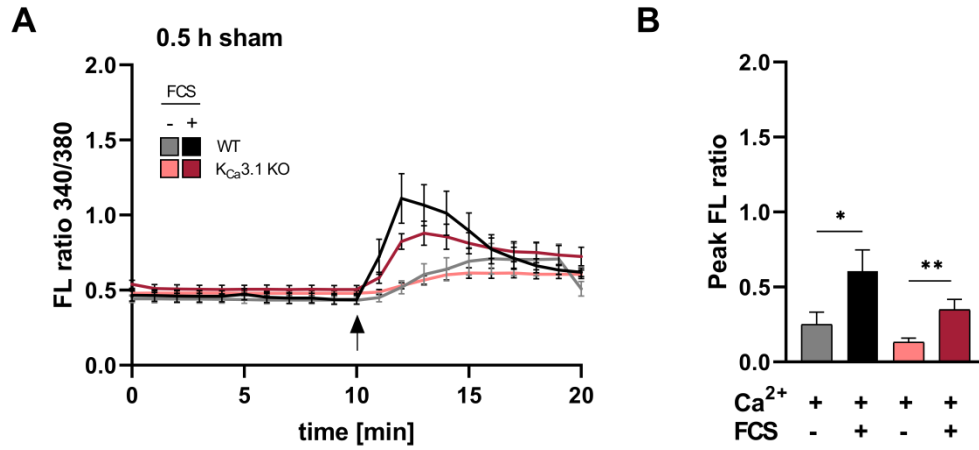 A
0.5 h sham
2.0
1.5
1.0
0.5
0.0
FL ratio 340/380
FCS
- +
WT
K_Ca3.1 KO
0 5 10 15 20
time [min]
B
2.0
1.5
1.0
0.5
0.0
Peak FL ratio
*
**
Ca²⁺ + + + +
FCS - + - +